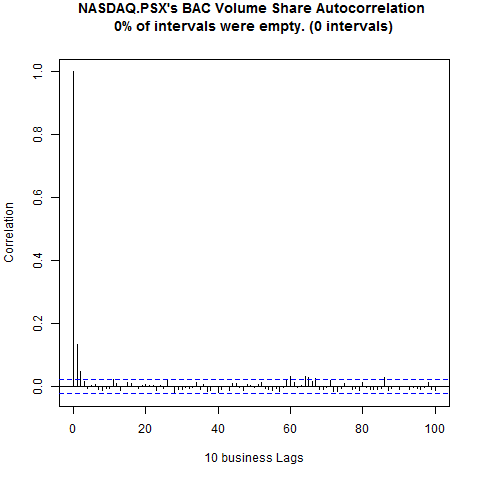 NASDAQ.PSX's BAC Volume Share Autocorrelation
0% of intervals were empty. (0 intervals)
Correlation
1.0
0.8
0.6
0.4
0.2
0.0
0 20 40 60 80 100
10 business Lags